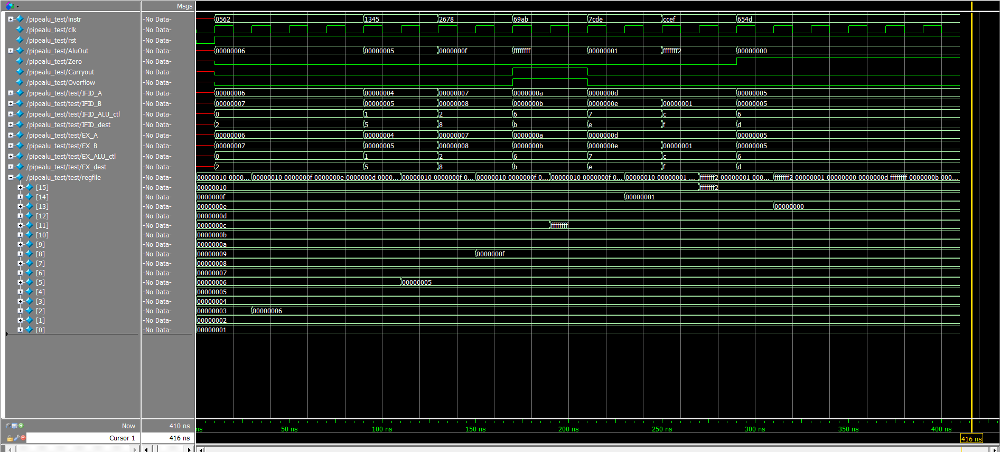 Msgs
/pipealu_test/instr -No Data- 0562 1345 2678 69ab 7cde ccef 654d
/pipealu_test/clk -No Data-
/pipealu_test/rst -No Data-
/pipealu_test/AluOut -No Data- 00000006 00000005 0000000f ffffffff 00000001 fffffff2 00000000
/pipealu_test/Zero -No Data-
/pipealu_test/Carryout -No Data-
/pipealu_test/Overflow -No Data-
/pipealu_test/test/IFID_A -No Data- 00000006 00000004 00000007 0000000a 0000000d 00000005
/pipealu_test/test/IFID_B -No Data- 00000007 00000005 00000008 0000000b 0000000e 00000001 00000005
/pipealu_test/test/IFID_ALU_ctl -No Data- 0 1 2 6 7 c 6
/pipealu_test/test/IFID_dest -No Data- 2 5 8 b e f d
/pipealu_test/test/EX_A -No Data- 00000006 00000004 00000007 0000000a 0000000d 00000005
/pipealu_test/test/EX_B -No Data- 00000007 00000005 00000008 0000000b 0000000e 00000001 00000005
/pipealu_test/test/EX_ALU_ctl -No Data- 0 1 2 6 7 c 6
/pipealu_test/test/EX_dest -No Data- 2 5 8 b e f d
/pipealu_test/test/regfile -No Data- 00000010 0000... 00000010 0000000f 0000000e 0000000d 0000... 00000010 0000000f 0... 00000010 0000000f 0... 00000010 0000000f 0... 00000010 00000001 ... fffffff2 00000001 000... fffffff2 00000001 00000000 0000000d ffffffff 0000000b 000...
[15] -No Data- 00000010 fffffff2
[14] -No Data- 0000000f 00000001
[13] -No Data- 0000000e 00000000
[12] -No Data- 0000000d
[11] -No Data- 0000000c ffffffff
[10] -No Data- 0000000b
[9] -No Data- 0000000a
[8] -No Data- 00000009 0000000f
[7] -No Data- 00000008
[6] -No Data- 00000007
[5] -No Data- 00000006 00000005
[4] -No Data- 00000005
[3] -No Data- 00000004
[2] -No Data- 00000003 00000006
[1] -No Data- 00000002
[0] -No Data- 00000001
Now 410 ns ns 50 ns 100 ns 150 ns 200 ns 250 ns 300 ns 350 ns 400 ns
Cursor 1 416 ns 416 ns